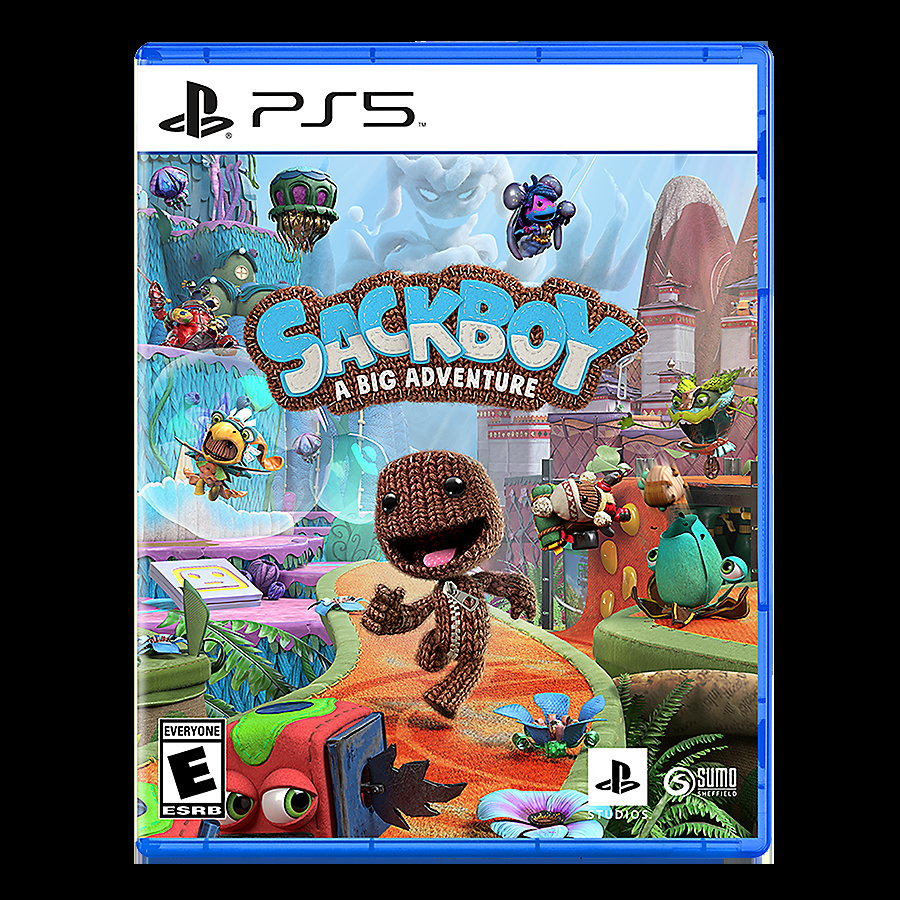 PS5
SACKBOY
A BIG ADVENTURE
EVERYONE
E
ESRB
STUDIOS
SUMO
SHEFFIELD